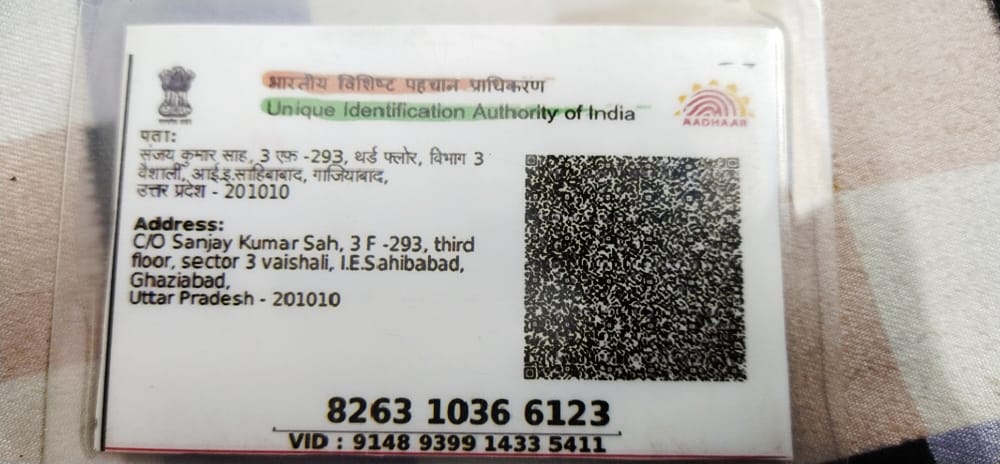 भारतीय विशिष्ट पहचान प्राधिकरण
Unique Identification Authority of India
AADHAAR
पता:
संजय कुमार साह, 3 एफ -293, थर्ड फ्लोर, विभाग 3
वैशाली, आई.इ.साहिबाबाद, गाजियाबाद,
उत्तर प्रदेश - 201010
Address:
C/O Sanjay Kumar Sah, 3 F -293, third
floor, sector 3 vaishali, I.E.Sahibabad,
Ghaziabad,
Uttar Pradesh - 201010
8263 1036 6123
VID : 9148 9399 1433 5411